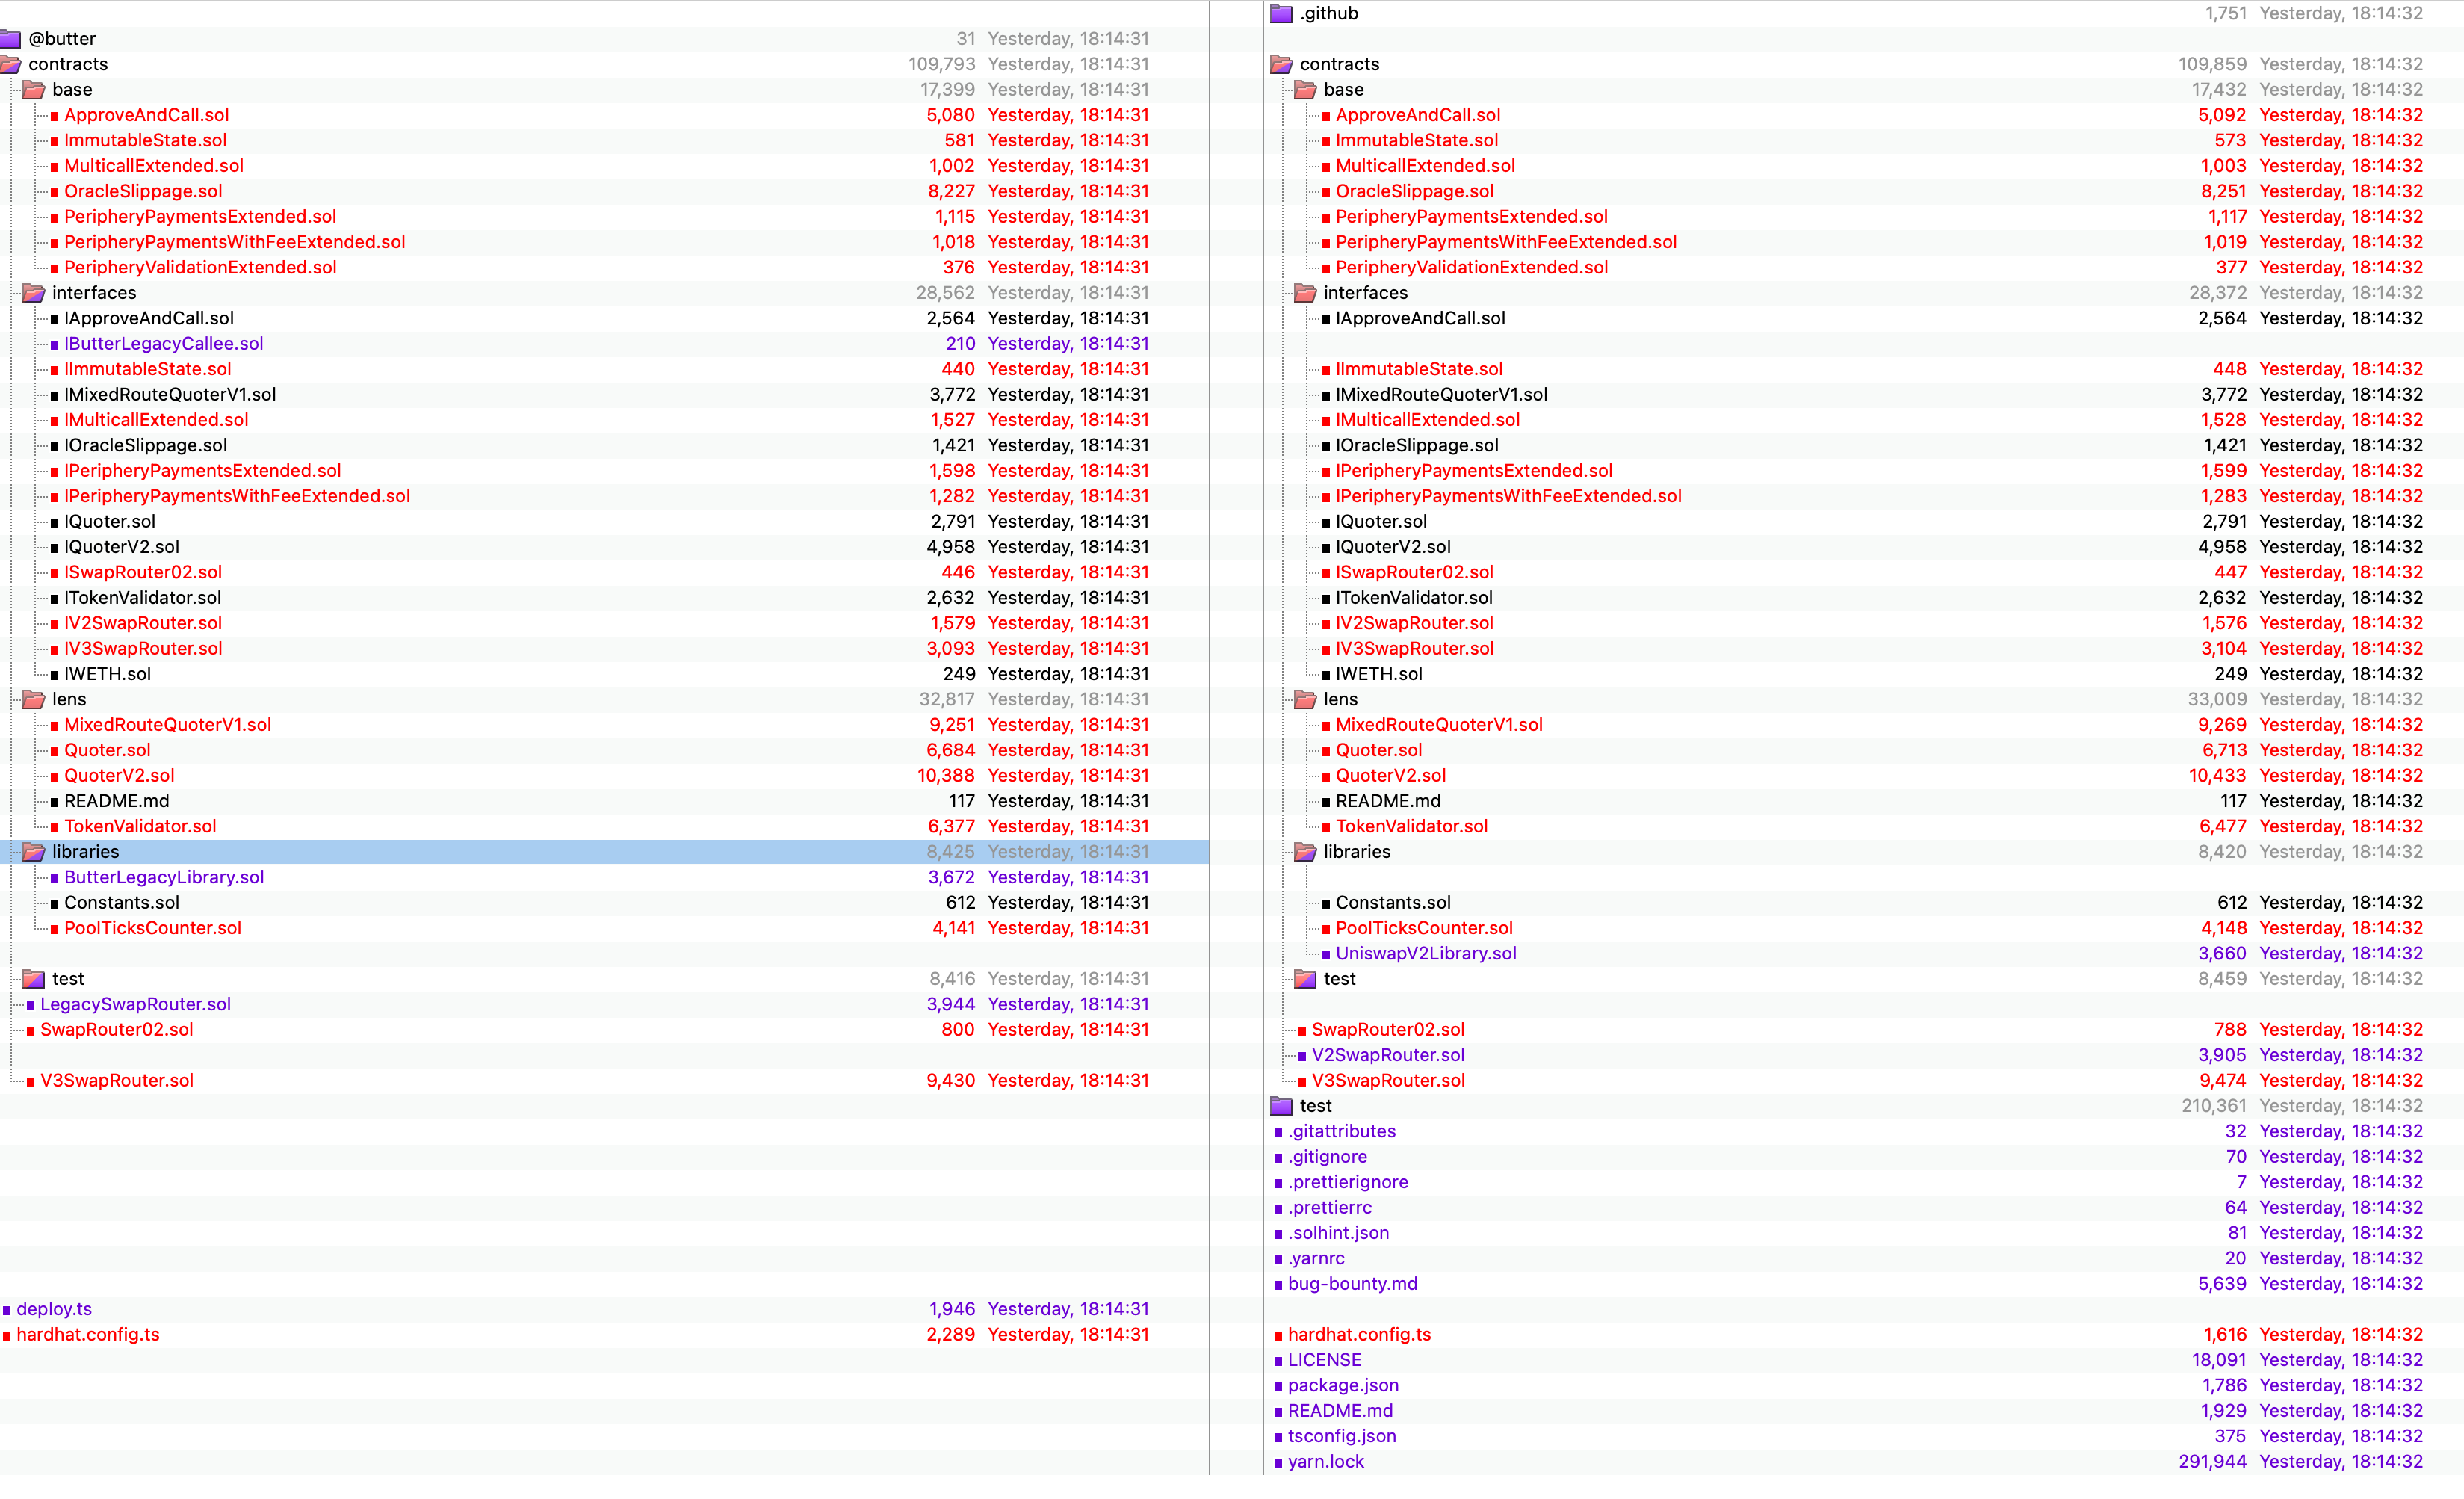 .github 1,751 Yesterday, 18:14:32
@butter 31 Yesterday, 18:14:31
contracts 109,793 Yesterday, 18:14:31 contracts 109,859 Yesterday, 18:14:32
base 17,399 Yesterday, 18:14:31 base 17,432 Yesterday, 18:14:32
ApproveAndCall.sol 5,080 Yesterday, 18:14:31 ApproveAndCall.sol 5,092 Yesterday, 18:14:32
ImmutableState.sol 581 Yesterday, 18:14:31 ImmutableState.sol 573 Yesterday, 18:14:32
MulticallExtended.sol 1,002 Yesterday, 18:14:31 MulticallExtended.sol 1,003 Yesterday, 18:14:32
OracleSlippage.sol 8,227 Yesterday, 18:14:31 OracleSlippage.sol 8,251 Yesterday, 18:14:32
PeripheryPaymentsExtended.sol 1,115 Yesterday, 18:14:31 PeripheryPaymentsExtended.sol 1,117 Yesterday, 18:14:32
PeripheryPaymentsWithFeeExtended.sol 1,018 Yesterday, 18:14:31 PeripheryPaymentsWithFeeExtended.sol 1,019 Yesterday, 18:14:32
PeripheryValidationExtended.sol 376 Yesterday, 18:14:31 PeripheryValidationExtended.sol 377 Yesterday, 18:14:32
interfaces 28,562 Yesterday, 18:14:31 interfaces 28,372 Yesterday, 18:14:32
IApproveAndCall.sol 2,564 Yesterday, 18:14:31 IApproveAndCall.sol 2,564 Yesterday, 18:14:32
IButterLegacyCallee.sol 210 Yesterday, 18:14:31
IImmutableState.sol 440 Yesterday, 18:14:31 IImmutableState.sol 448 Yesterday, 18:14:32
IMixedRouteQuoterV1.sol 3,772 Yesterday, 18:14:31 IMixedRouteQuoterV1.sol 3,772 Yesterday, 18:14:32
IMulticallExtended.sol 1,527 Yesterday, 18:14:31 IMulticallExtended.sol 1,528 Yesterday, 18:14:32
IOracleSlippage.sol 1,421 Yesterday, 18:14:31 IOracleSlippage.sol 1,421 Yesterday, 18:14:32
IPeripheryPaymentsExtended.sol 1,598 Yesterday, 18:14:31 IPeripheryPaymentsExtended.sol 1,599 Yesterday, 18:14:32
IPeripheryPaymentsWithFeeExtended.sol 1,282 Yesterday, 18:14:31 IPeripheryPaymentsWithFeeExtended.sol 1,283 Yesterday, 18:14:32
IQuoter.sol 2,791 Yesterday, 18:14:31 IQuoter.sol 2,791 Yesterday, 18:14:32
IQuoterV2.sol 4,958 Yesterday, 18:14:31 IQuoterV2.sol 4,958 Yesterday, 18:14:32
ISwapRouter02.sol 446 Yesterday, 18:14:31 ISwapRouter02.sol 447 Yesterday, 18:14:32
ITokenValidator.sol 2,632 Yesterday, 18:14:31 ITokenValidator.sol 2,632 Yesterday, 18:14:32
IV2SwapRouter.sol 1,579 Yesterday, 18:14:31 IV2SwapRouter.sol 1,576 Yesterday, 18:14:32
IV3SwapRouter.sol 3,093 Yesterday, 18:14:31 IV3SwapRouter.sol 3,104 Yesterday, 18:14:32
IWETH.sol 249 Yesterday, 18:14:31 IWETH.sol 249 Yesterday, 18:14:32
lens 32,817 Yesterday, 18:14:31 lens 33,009 Yesterday, 18:14:32
MixedRouteQuoterV1.sol 9,251 Yesterday, 18:14:31 MixedRouteQuoterV1.sol 9,269 Yesterday, 18:14:32
Quoter.sol 6,684 Yesterday, 18:14:31 Quoter.sol 6,713 Yesterday, 18:14:32
QuoterV2.sol 10,388 Yesterday, 18:14:31 QuoterV2.sol 10,433 Yesterday, 18:14:32
README.md 117 Yesterday, 18:14:31 README.md 117 Yesterday, 18:14:32
TokenValidator.sol 6,377 Yesterday, 18:14:31 TokenValidator.sol 6,477 Yesterday, 18:14:32
libraries 8,425 Yesterday, 18:14:31 libraries 8,420 Yesterday, 18:14:32
ButterLegacyLibrary.sol 3,672 Yesterday, 18:14:31
Constants.sol 612 Yesterday, 18:14:31 Constants.sol 612 Yesterday, 18:14:32
PoolTicksCounter.sol 4,141 Yesterday, 18:14:31 PoolTicksCounter.sol 4,148 Yesterday, 18:14:32
UniswapV2Library.sol 3,660 Yesterday, 18:14:32
test 8,416 Yesterday, 18:14:31 test 8,459 Yesterday, 18:14:32
LegacySwapRouter.sol 3,944 Yesterday, 18:14:31
SwapRouter02.sol 800 Yesterday, 18:14:31 SwapRouter02.sol 788 Yesterday, 18:14:32
V2SwapRouter.sol 3,905 Yesterday, 18:14:32
V3SwapRouter.sol 9,430 Yesterday, 18:14:31 V3SwapRouter.sol 9,474 Yesterday, 18:14:32
test 210,361 Yesterday, 18:14:32
.gitattributes 32 Yesterday, 18:14:32
.gitignore 70 Yesterday, 18:14:32
.prettierignore 7 Yesterday, 18:14:32
.prettierrc 64 Yesterday, 18:14:32
.solhint.json 81 Yesterday, 18:14:32
.yarnrc 20 Yesterday, 18:14:32
bug-bounty.md 5,639 Yesterday, 18:14:32
deploy.ts 1,946 Yesterday, 18:14:31
hardhat.config.ts 2,289 Yesterday, 18:14:31 hardhat.config.ts 1,616 Yesterday, 18:14:32
LICENSE 18,091 Yesterday, 18:14:32
package.json 1,786 Yesterday, 18:14:32
README.md 1,929 Yesterday, 18:14:32
tsconfig.json 375 Yesterday, 18:14:32
yarn.lock 291,944 Yesterday, 18:14:32